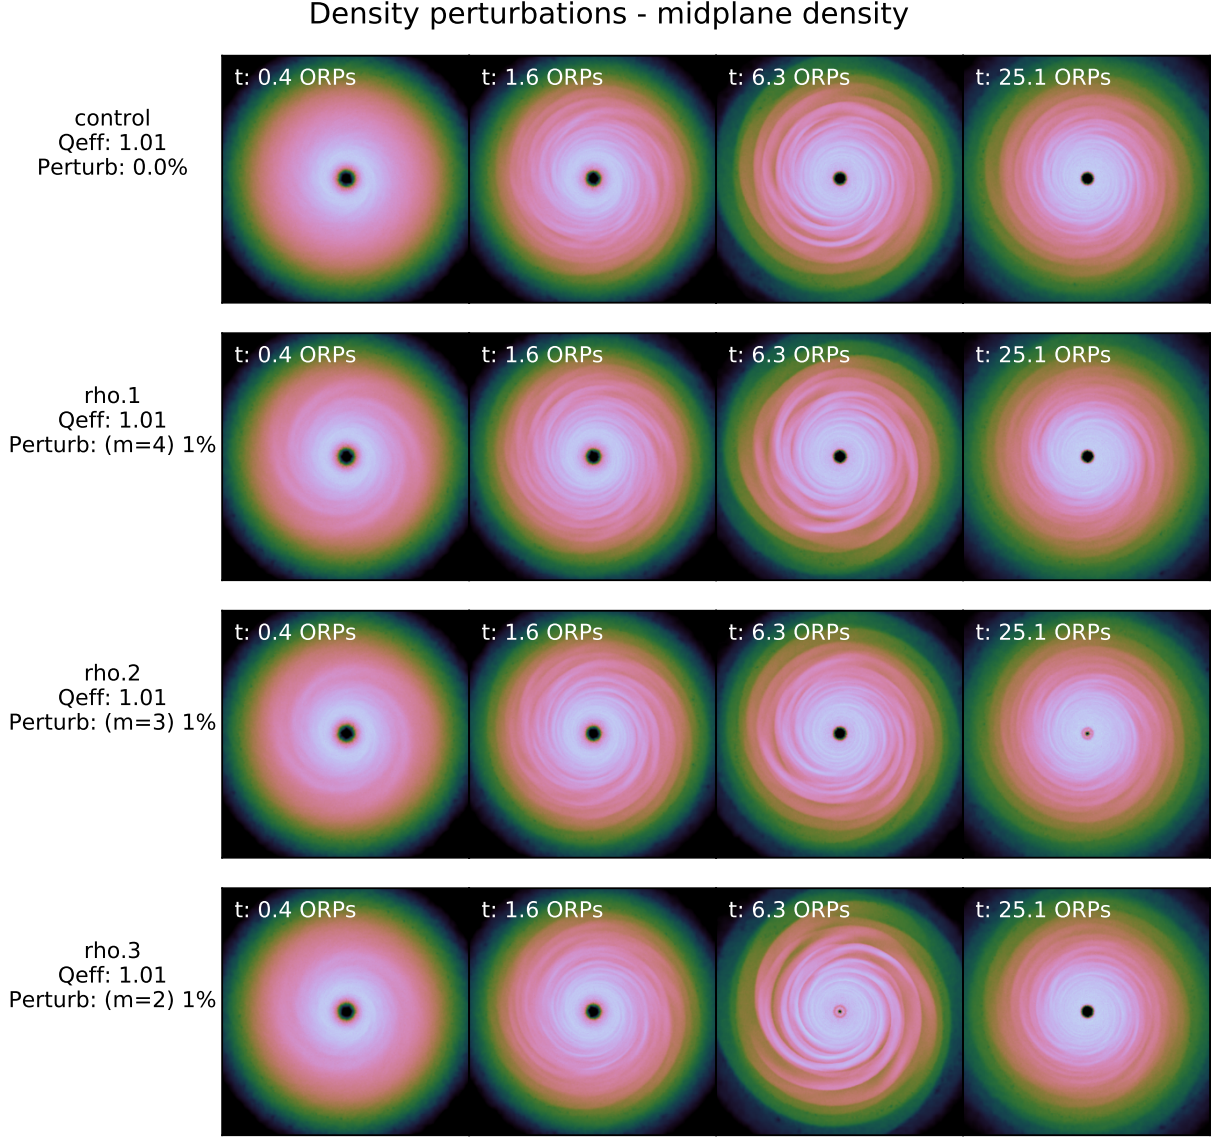 Density perturbations - midplane density
t: 0.4 ORPs
t: 1.6 ORPs
t: 6.3 ORPs
t: 25.1 ORPs
control
Qeff: 1.01
Perturb: 0.0%
t: 0.4 ORPs
t: 1.6 ORPs
t: 6.3 ORPs
t: 25.1 ORPs
rho.1
Qeff: 1.01
Perturb: (m=4) 1%
t: 0.4 ORPs
t: 1.6 ORPs
t: 6.3 ORPs
t: 25.1 ORPs
rho.2
Qeff: 1.01
Perturb: (m=3) 1%
t: 0.4 ORPs
t: 1.6 ORPs
t: 6.3 ORPs
t: 25.1 ORPs
rho.3
Qeff: 1.01
Perturb: (m=2) 1%